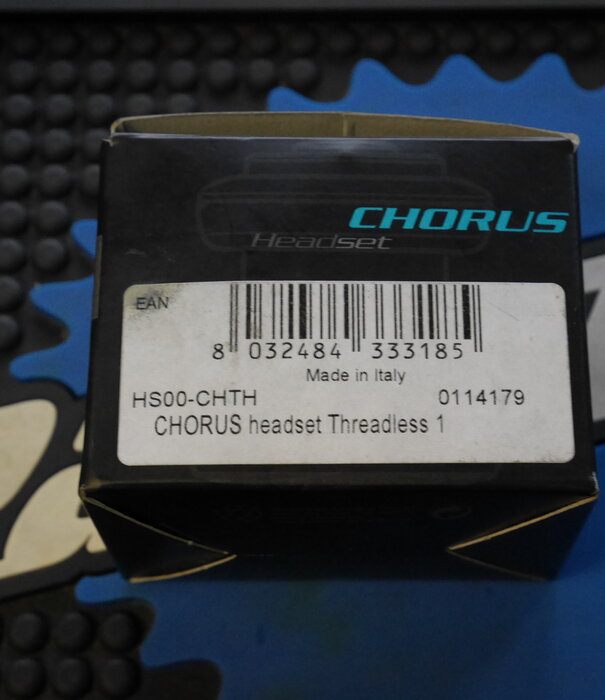 CHORUS
Headset
EAN
8 032484 333185
Made in Italy
HS00-CHTH 0114179
CHORUS headset Threadless 1